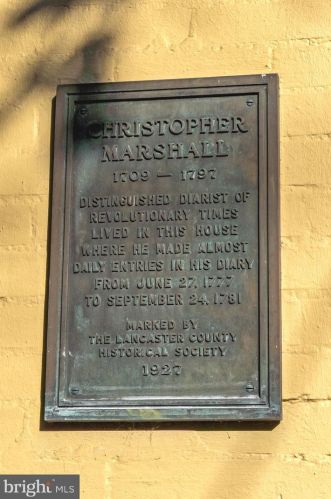 CHRISTOPHER
MARSHALL
1709 — 1797
DISTINGUISHED DIARIST OF
REVOLUTIONARY TIMES
LIVED IN THIS HOUSE
WHERE HE MADE ALMOST
DAILY ENTRIES IN HIS DIARY
FROM JUNE 27, 1777
TO SEPTEMBER 24, 1781
MARKED BY
THE LANCASTER COUNTY
HISTORICAL SOCIETY
1927
bright MLS